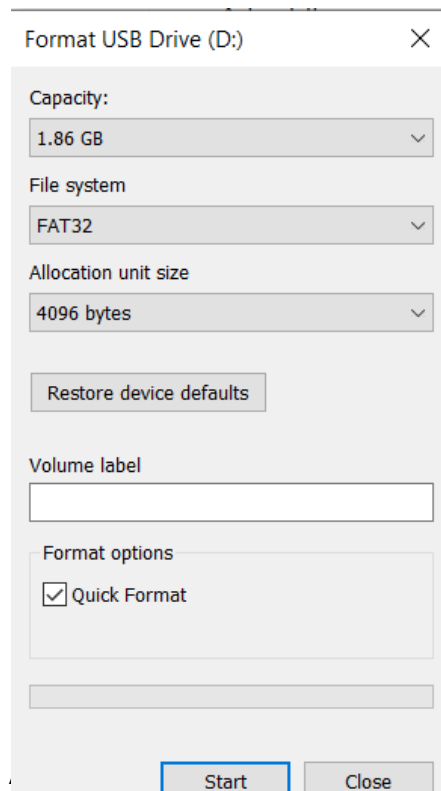 Format USB Drive (D:)
Capacity:
1.86 GB
File system
FAT32
Allocation unit size
4096 bytes
Restore device defaults
Volume label
Format options
Quick Format
Start
Close